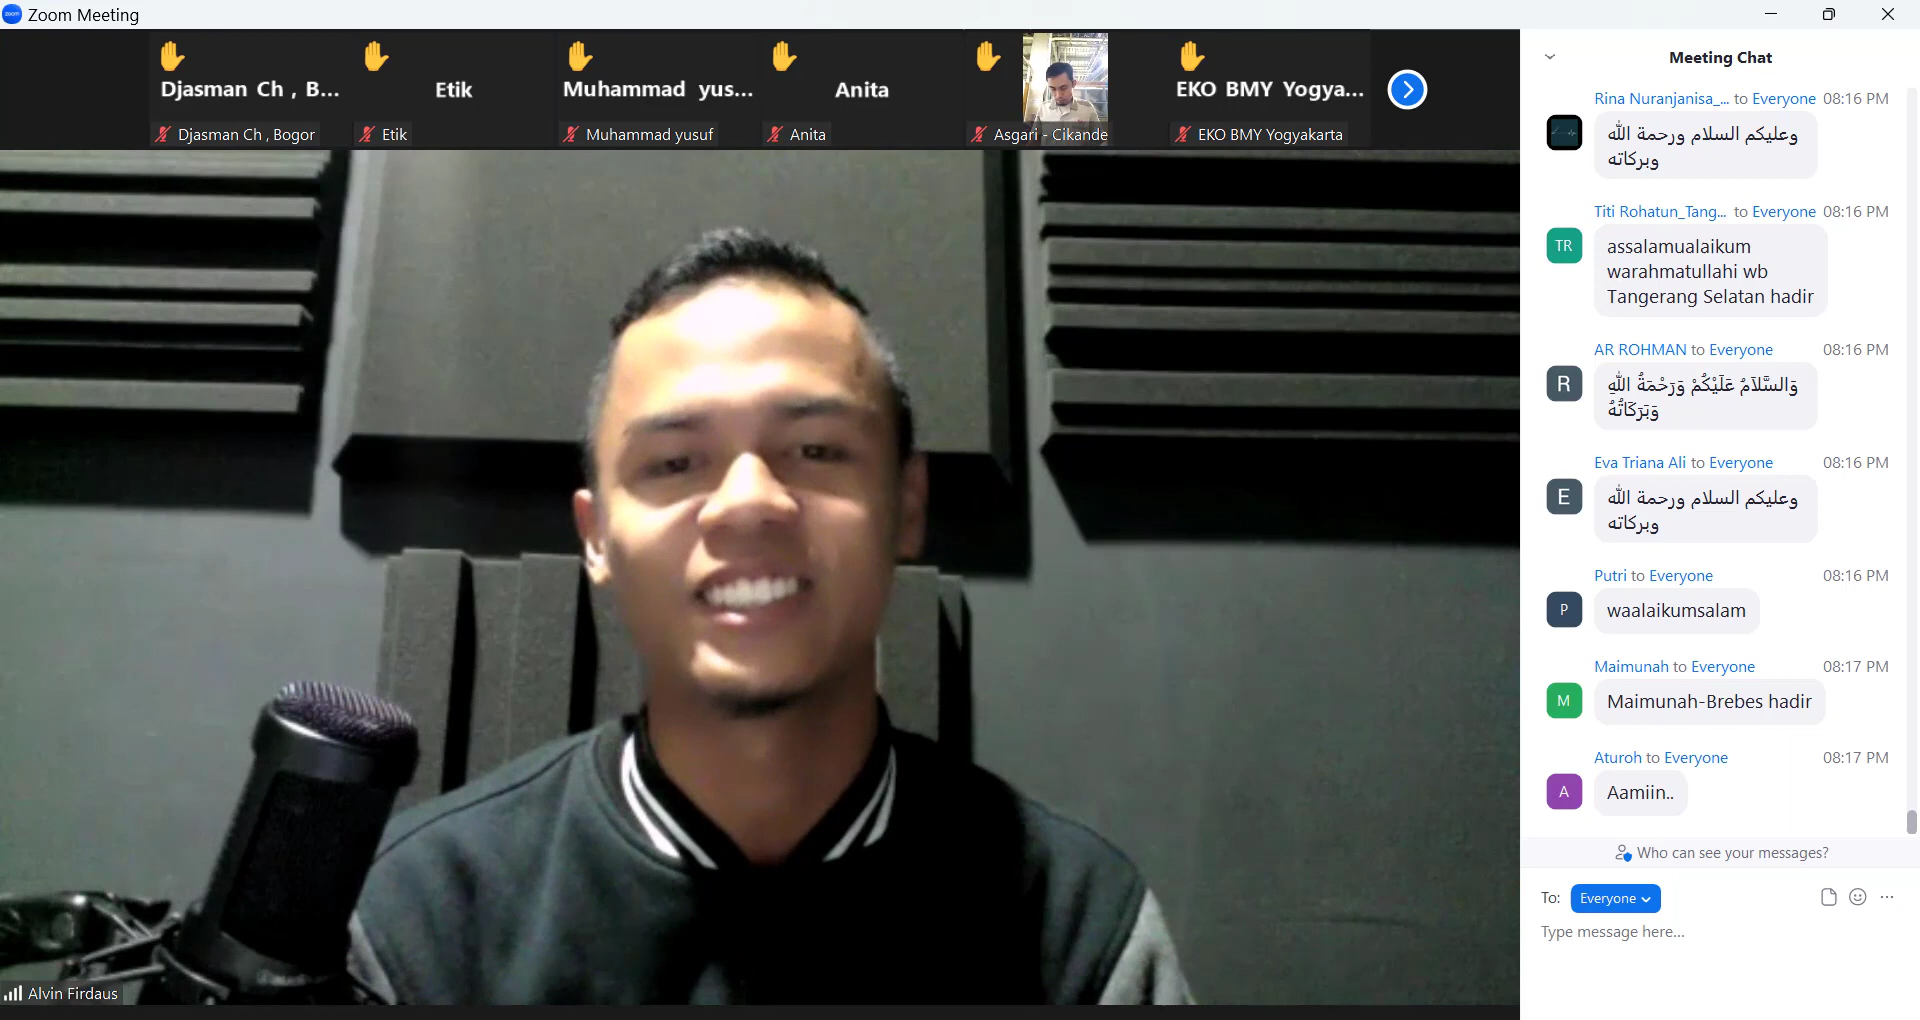 Zoom Meeting
Djasman Ch , B...
Etik
Muhammad yus...
Anita
EKO BMY Yogya...
Djasman Ch , Bogor
Etik
Muhammad yusuf
Anita
Asgari - Cikande
EKO BMY Yogyakarta
Alvin Firdaus
Meeting Chat
Rina Nuranjanisa_... to Everyone 08:16 PM
وعليكم السلام ورحمة الله
وبركاته
Titi Rohatun_Tang... to Everyone 08:16 PM
TR
assalamualaikum
warahmatullahi wb
Tangerang Selatan hadir
AR ROHMAN to Everyone 08:16 PM
R
وَالسَّلاَمُ عَلَيْكُمْ وَرَحْمَةُ اللهِ
وَبَرَكَاتُهُ
Eva Triana Ali to Everyone 08:16 PM
E
وعليكم السلام ورحمة الله
وبركاته
Putri to Everyone 08:16 PM
P
waalaikumsalam
Maimunah to Everyone 08:17 PM
M
Maimunah-Brebes hadir
Aturoh to Everyone 08:17 PM
A
Aamiin..
Who can see your messages?
To: Everyone
Type message here...